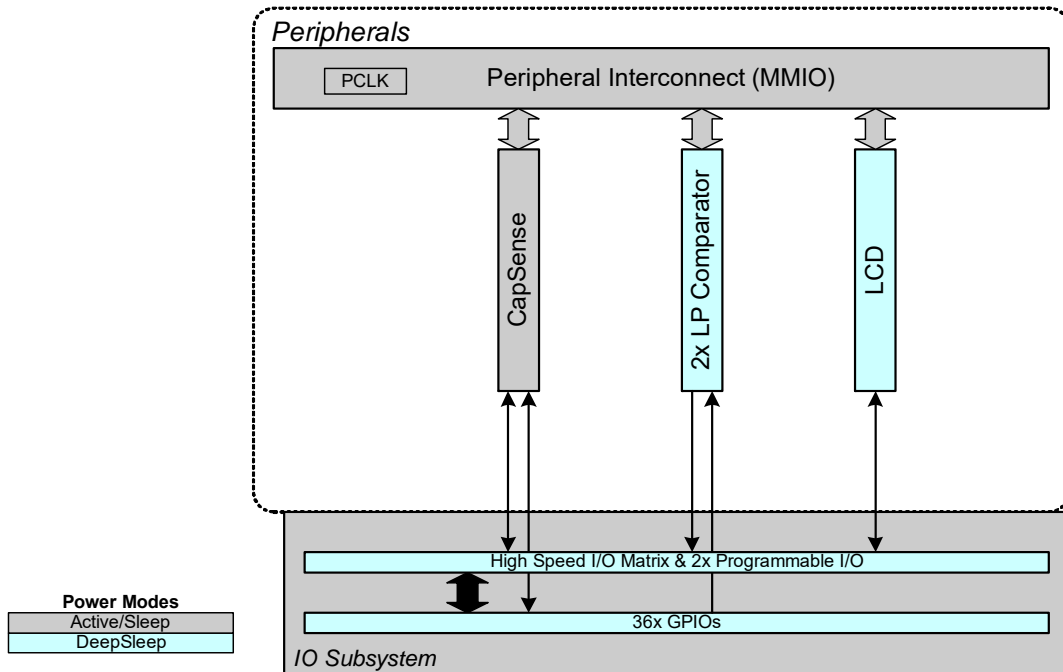 Peripherals
PCLK
Peripheral Interconnect (MMIO)
CapSense
2x LP Comparator
LCD
High Speed I/O Matrix & 2x Programmable I/O
36x GPIOs
IO Subsystem
Power Modes
Active/Sleep
DeepSleep